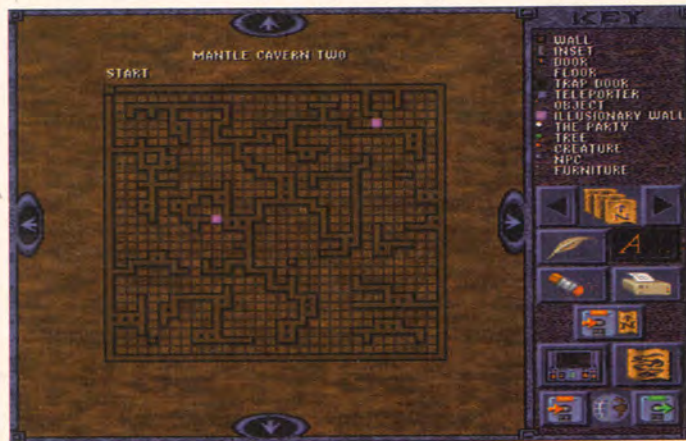 MANTLE CAVERN TWO
START
KEY
WALL
INSET
DOOR
FLOOR
TRAP DOOR
TELEPORTER
OBJECT
ILLUSIONARY WALL
THE PARTY
TREE
CREATURE
NPC
FURNITURE
A